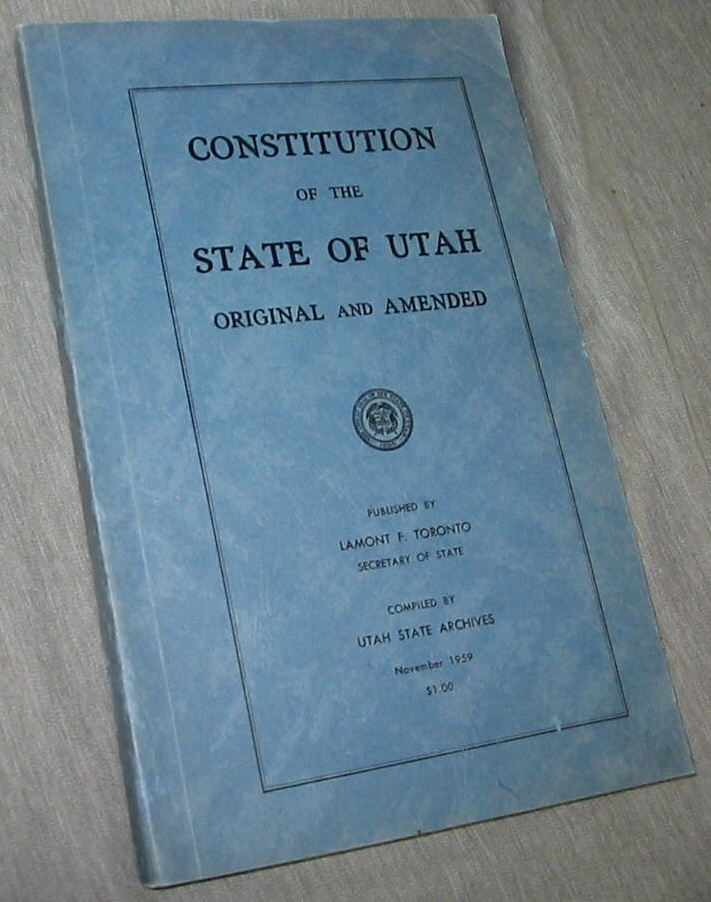 CONSTITUTION
OF THE
STATE OF UTAH
ORIGINAL AND AMENDED
PUBLISHED BY
LAMONT F. TORONTO
SECRETARY OF STATE
COMPILED BY
UTAH STATE ARCHIVES
November 1959
$1.00